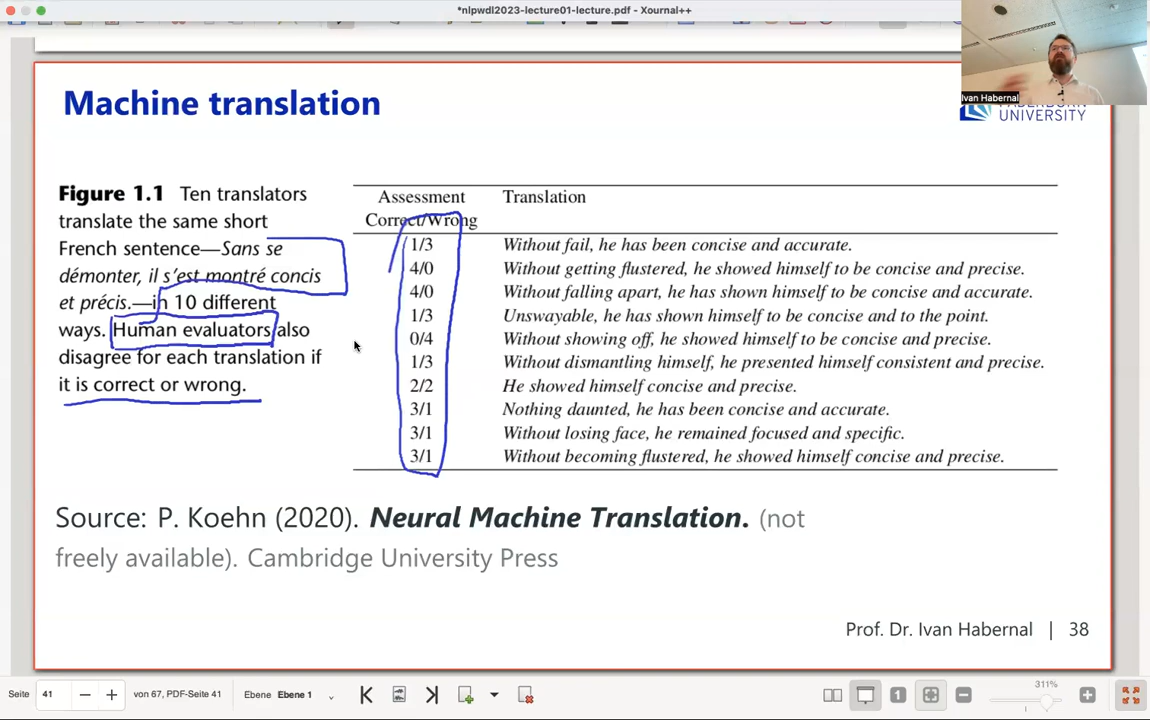 *nlpwdl2023-lecture01-lecture.pdf - Xournal++
Ivan Habernal
UNIVERSITY
Machine translation
Figure 1.1 Ten translators
translate the same short
French sentence—Sans se
démonter, il s'est montré concis
et précis.—in 10 different
ways. Human evaluators also
disagree for each translation if
it is correct or wrong.
Assessment Translation
Correct/Wrong
1/3 Without fail, he has been concise and accurate.
4/0 Without getting flustered, he showed himself to be concise and precise.
4/0 Without falling apart, he has shown himself to be concise and accurate.
1/3 Unswayable, he has shown himself to be concise and to the point.
0/4 Without showing off, he showed himself to be concise and precise.
1/3 Without dismantling himself, he presented himself consistent and precise.
2/2 He showed himself concise and precise.
3/1 Nothing daunted, he has been concise and accurate.
3/1 Without losing face, he remained focused and specific.
3/1 Without becoming flustered, he showed himself concise and precise.
Source: P. Koehn (2020). Neural Machine Translation. (not
freely available). Cambridge University Press
Prof. Dr. Ivan Habernal | 38
Seite 41 von 67, PDF-Seite 41 Ebene Ebene 1 1 311%